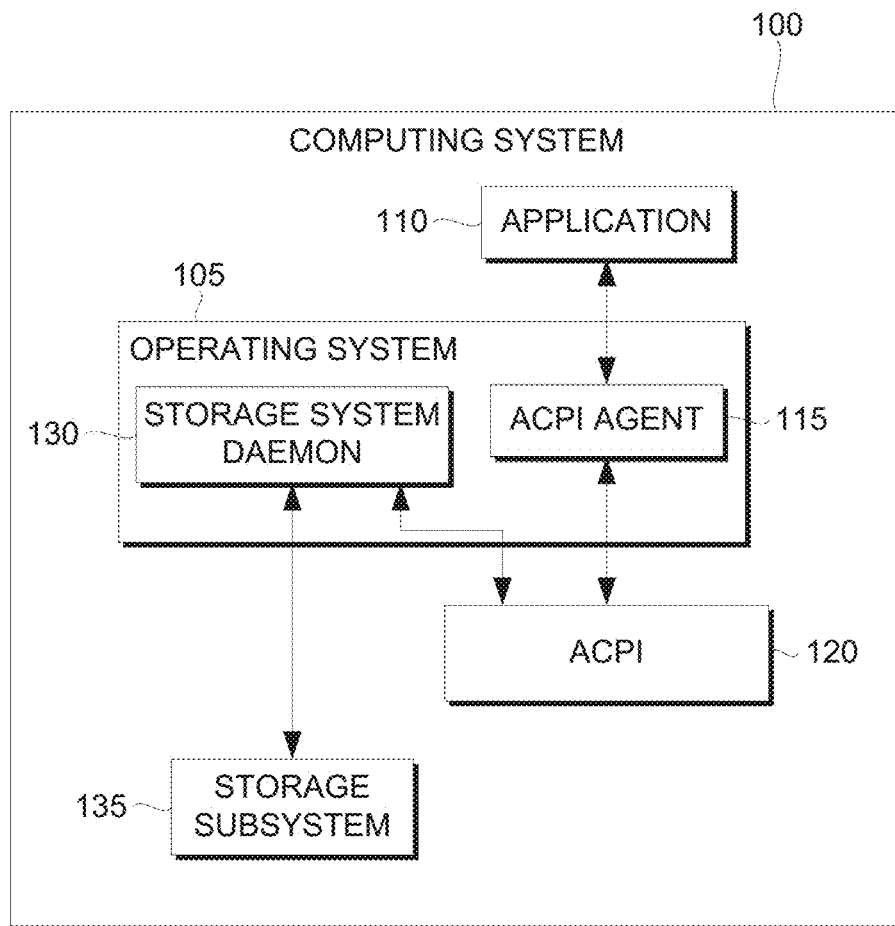 100
COMPUTING SYSTEM
110
APPLICATION
105
OPERATING SYSTEM
130
STORAGE SYSTEM
DAEMON
ACPI AGENT
115
ACPI
120
135
STORAGE
SUBSYSTEM